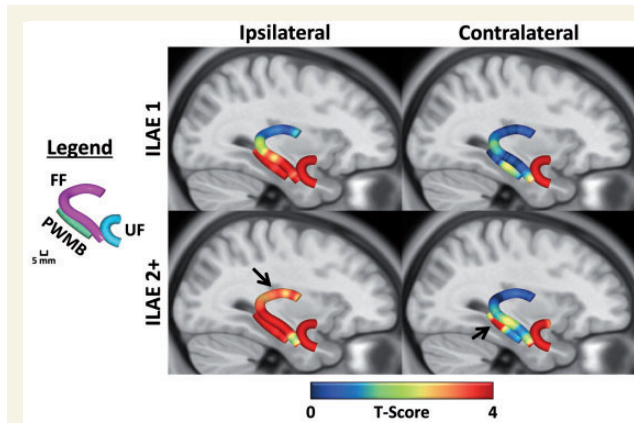 Ipsilateral
Contralateral
ILAE 1
Legend
FF
PWMB
UF
5 mm
ILAE 2+
0
T-Score
4